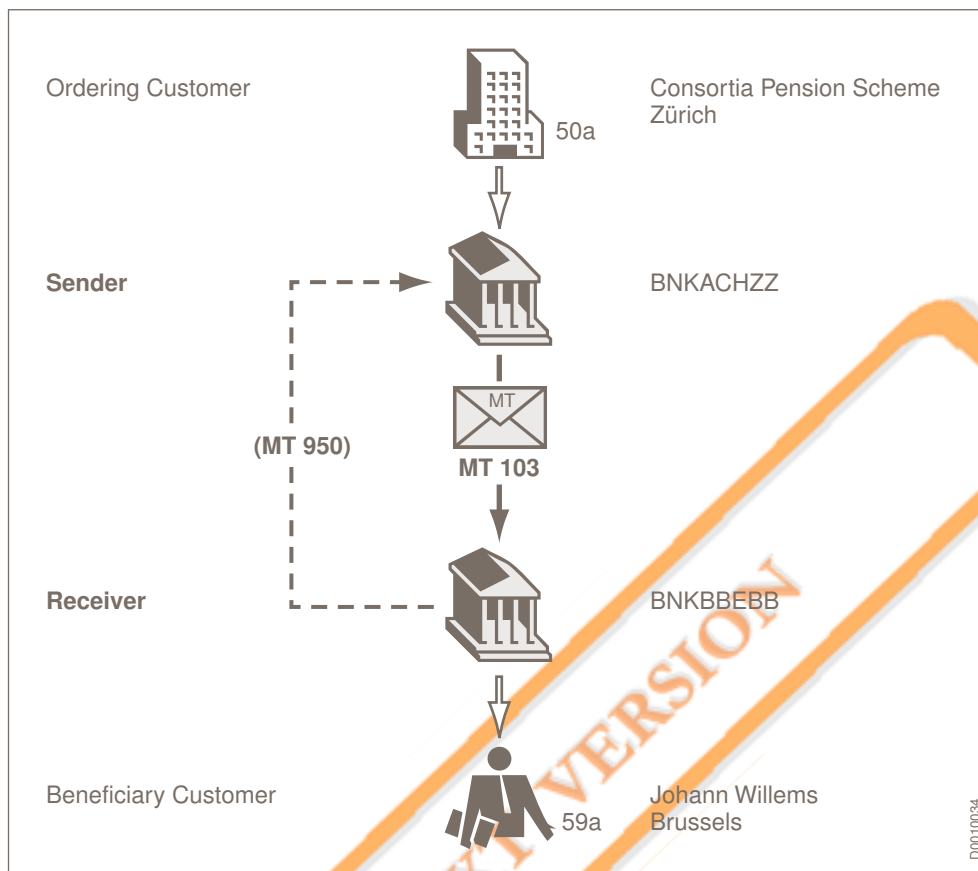 Ordering Customer
50a
Consortia Pension Scheme
Zürich
Sender
BNKACHZZ
MT
(MT 950)
MT 103
Receiver
BNKBBEBB
Beneficiary Customer
59a
Johann Willems
Brussels
VERSION
D0010034